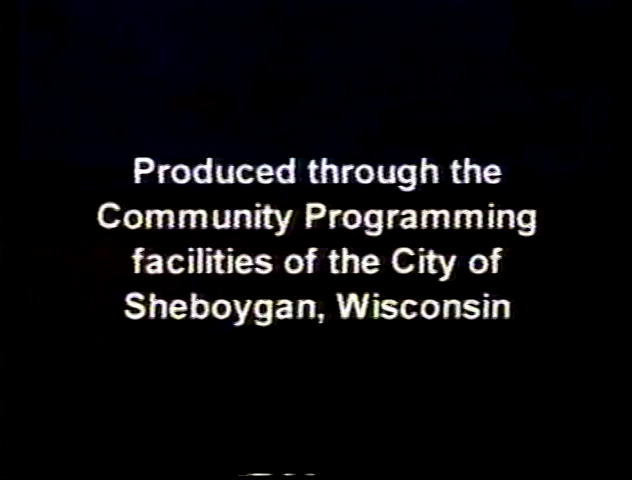 Produced through the
Community Programming
facilities of the City of
Sheboygan, Wisconsin